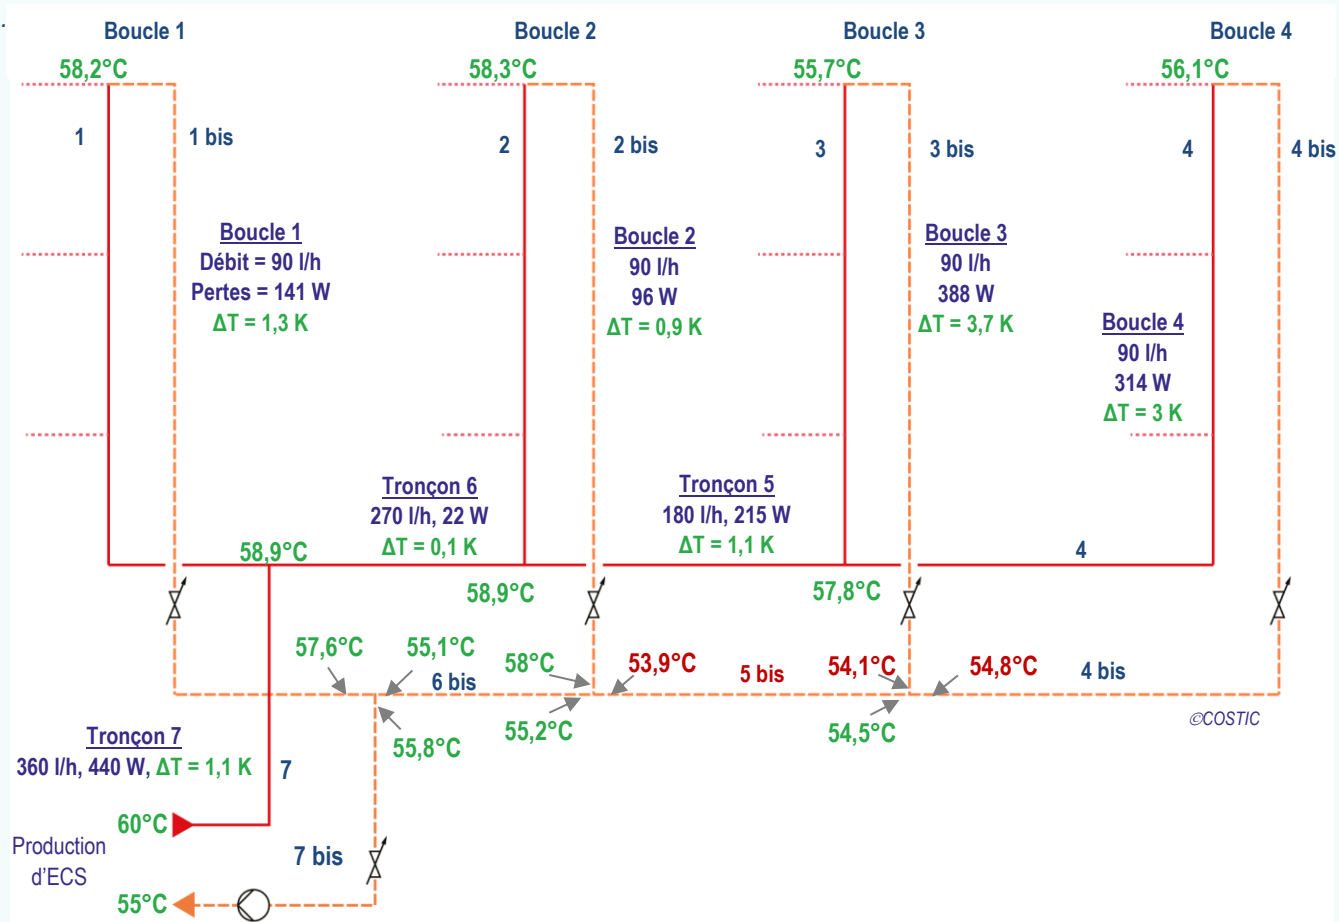 Boucle 1
Boucle 2
Boucle 3
Boucle 4
58,2°C
58,3°C
55,7°C
56,1°C
1
1 bis
2
2 bis
3
3 bis
4
4 bis
Boucle 1
Débit = 90 l/h
Pertes = 141 W
ΔT = 1,3 K
Boucle 2
90 l/h
96 W
ΔT = 0,9 K
Boucle 3
90 l/h
388 W
ΔT = 3,7 K
Boucle 4
90 l/h
314 W
ΔT = 3 K
Tronçon 6
270 l/h, 22 W
ΔT = 0,1 K
Tronçon 5
180 l/h, 215 W
ΔT = 1,1 K
58,9°C
4
58,9°C
57,8°C
57,6°C
55,1°C
6 bis
58°C
53,9°C
5 bis
54,1°C
54,8°C
4 bis
55,8°C
55,2°C
54,5°C
©COSTIC
Tronçon 7
360 l/h, 440 W, ΔT = 1,1 K
7
60°C
Production
d'ECS
7 bis
55°C